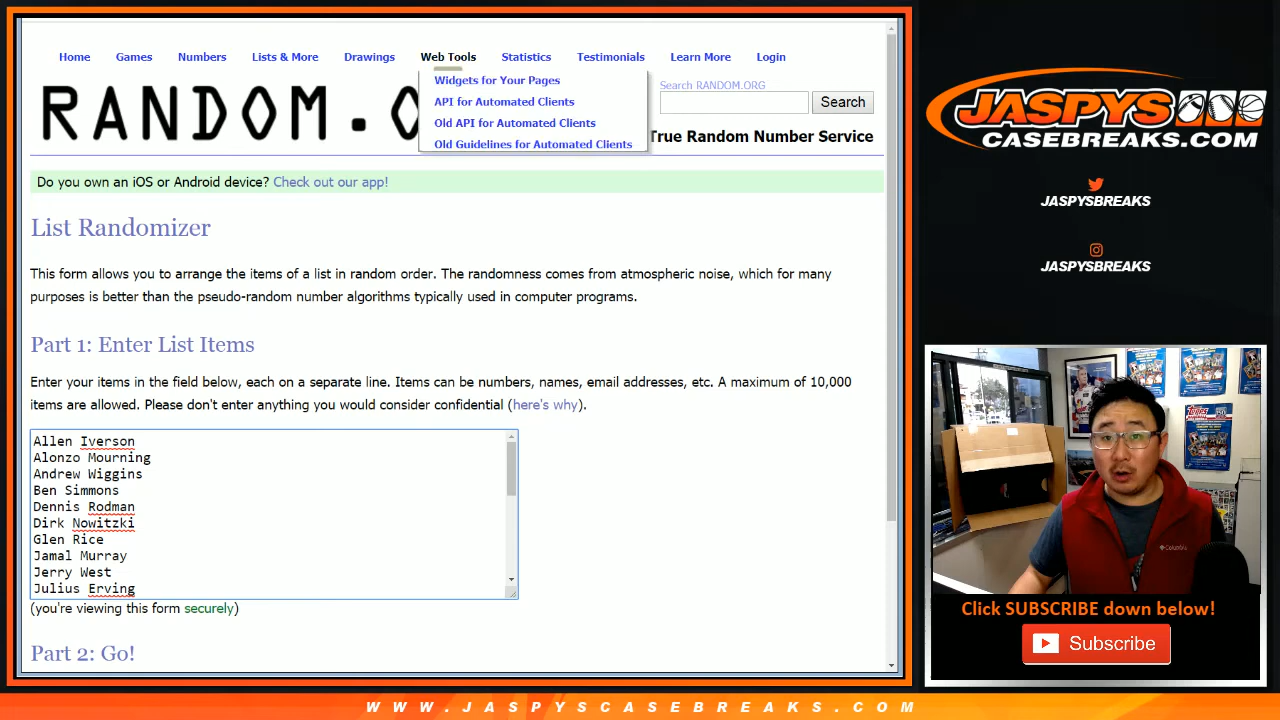 Home Games Numbers Lists & More Drawings Web Tools Statistics Testimonials Learn More Login
Widgets for Your Pages
API for Automated Clients
Old API for Automated Clients
Old Guidelines for Automated Clients
RANDOM.O
Search RANDOM.ORG
Search
True Random Number Service
Do you own an iOS or Android device? Check out our app!
List Randomizer
This form allows you to arrange the items of a list in random order. The randomness comes from atmospheric noise, which for many
purposes is better than the pseudo-random number algorithms typically used in computer programs.
Part 1: Enter List Items
Enter your items in the field below, each on a separate line. Items can be numbers, names, email addresses, etc. A maximum of 10,000
items are allowed. Please don't enter anything you would consider confidential (here's why).
Allen Iverson
Alonzo Mourning
Andrew Wiggins
Ben Simmons
Dennis Rodman
Dirk Nowitzki
Glen Rice
Jamal Murray
Jerry West
Julius Erving
(you're viewing this form securely)
Part 2: Go!
JASPYS
CASEBREAKS.COM
JASPYSBREAKS
JASPYSBREAKS
Topps
Columbia
Click SUBSCRIBE down below!
Subscribe
WWW.JASPYSCASEBREAKS.COM